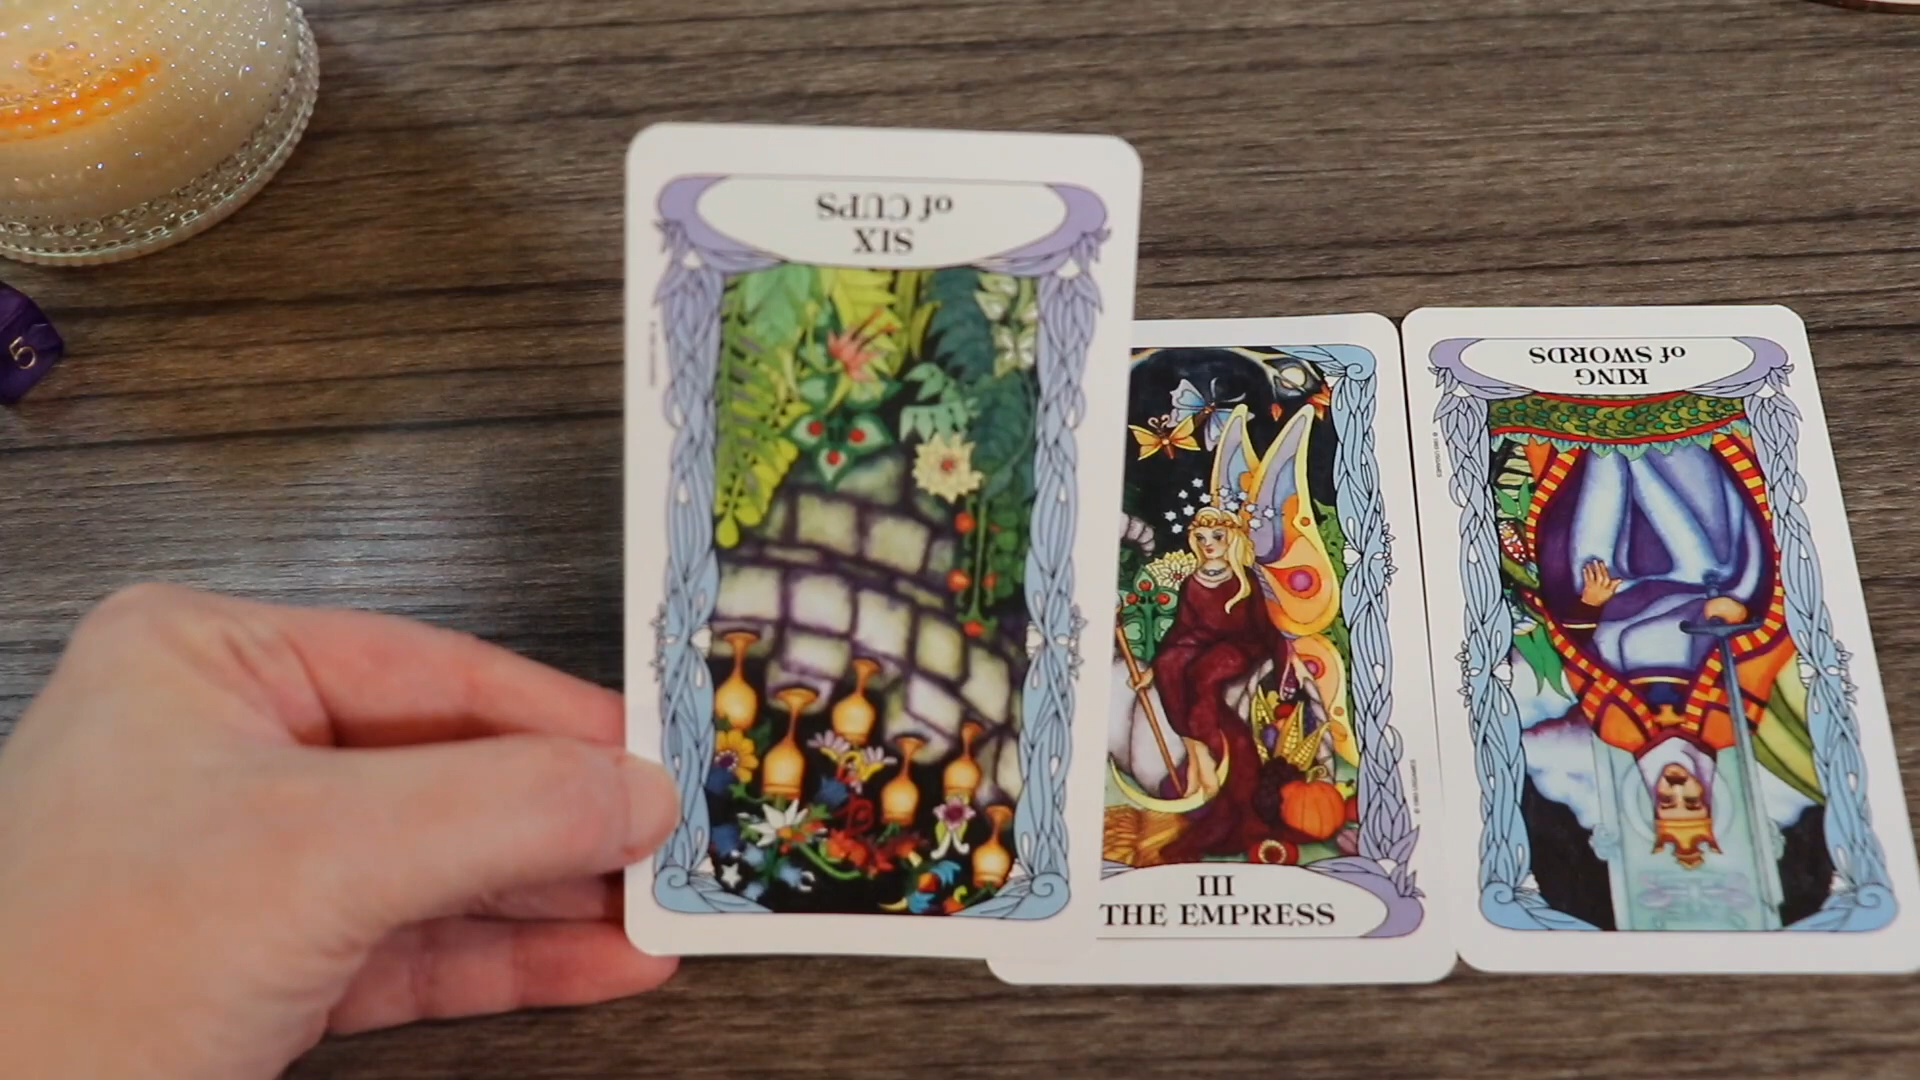 SIX
of CUPS
III
THE EMPRESS
KING
of SWORDS
5